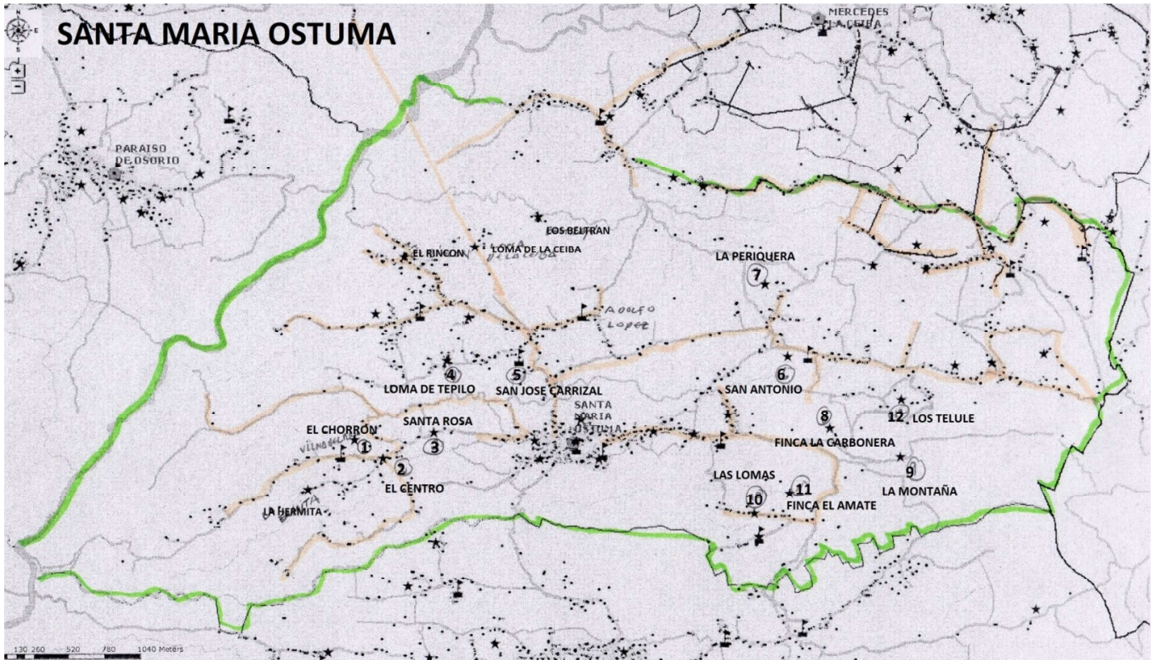 SANTA MARIA OSTUMA
N
E
S
+
-
MERCEDES
LA CEIBA
PARAISO
DE OSORIO
LOS BELTRAN
EL RINCON
LOMA DE LA CEIBA
LA PERIQUERA
7
ADOLFO
LOPEZ
4
5
6
LOMA DE TEPILO
SAN JOSE CARRIZAL
SAN ANTONIO
SANTA
MARIA
OSTUMA
8
12
LOS TELULE
EL CHORRON
SANTA ROSA
1
3
FINCA LA CARBONERA
2
9
EL CENTRO
LAS LOMAS
LA MONTAÑA
10
11
FINCA EL AMATE
LA HERMITA
130 260 520 780 1040 Meters